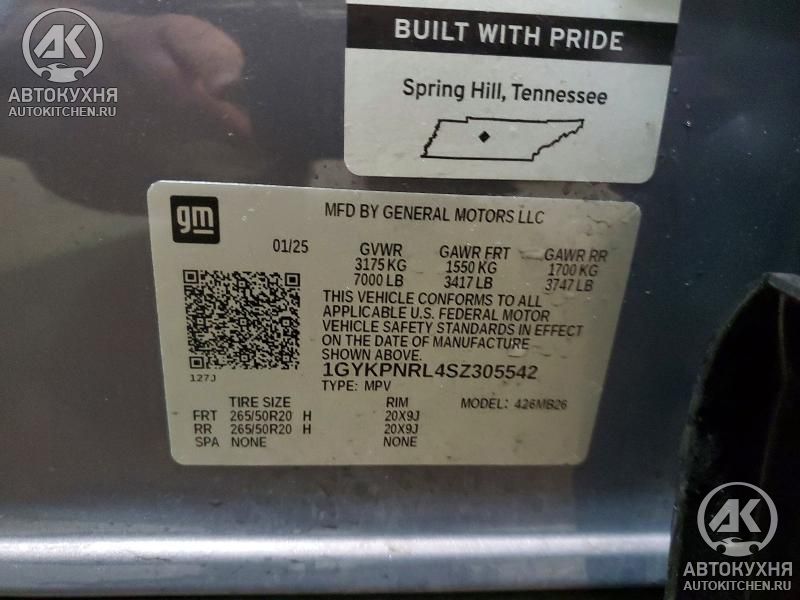 AK
АВТОКУХНЯ
AUTOKITCHEN.RU
BUILT WITH PRIDE
Spring Hill, Tennessee
gm
MFD BY GENERAL MOTORS LLC
01/25 GVWR GAWR FRT GAWR RR
3175 KG 1550 KG 1700 KG
7000 LB 3417 LB 3747 LB
THIS VEHICLE CONFORMS TO ALL
APPLICABLE U.S. FEDERAL MOTOR
VEHICLE SAFETY STANDARDS IN EFFECT
ON THE DATE OF MANUFACTURE
SHOWN ABOVE.
1GYKPNRL4SZ305542
127J
TYPE: MPV
TIRE SIZE RIM MODEL: 426MB26
FRT 265/50R20 H 20X9J
RR 265/50R20 H 20X9J
SPA NONE NONE
AK
АВТОКУХНЯ
AUTOKITCHEN.RU